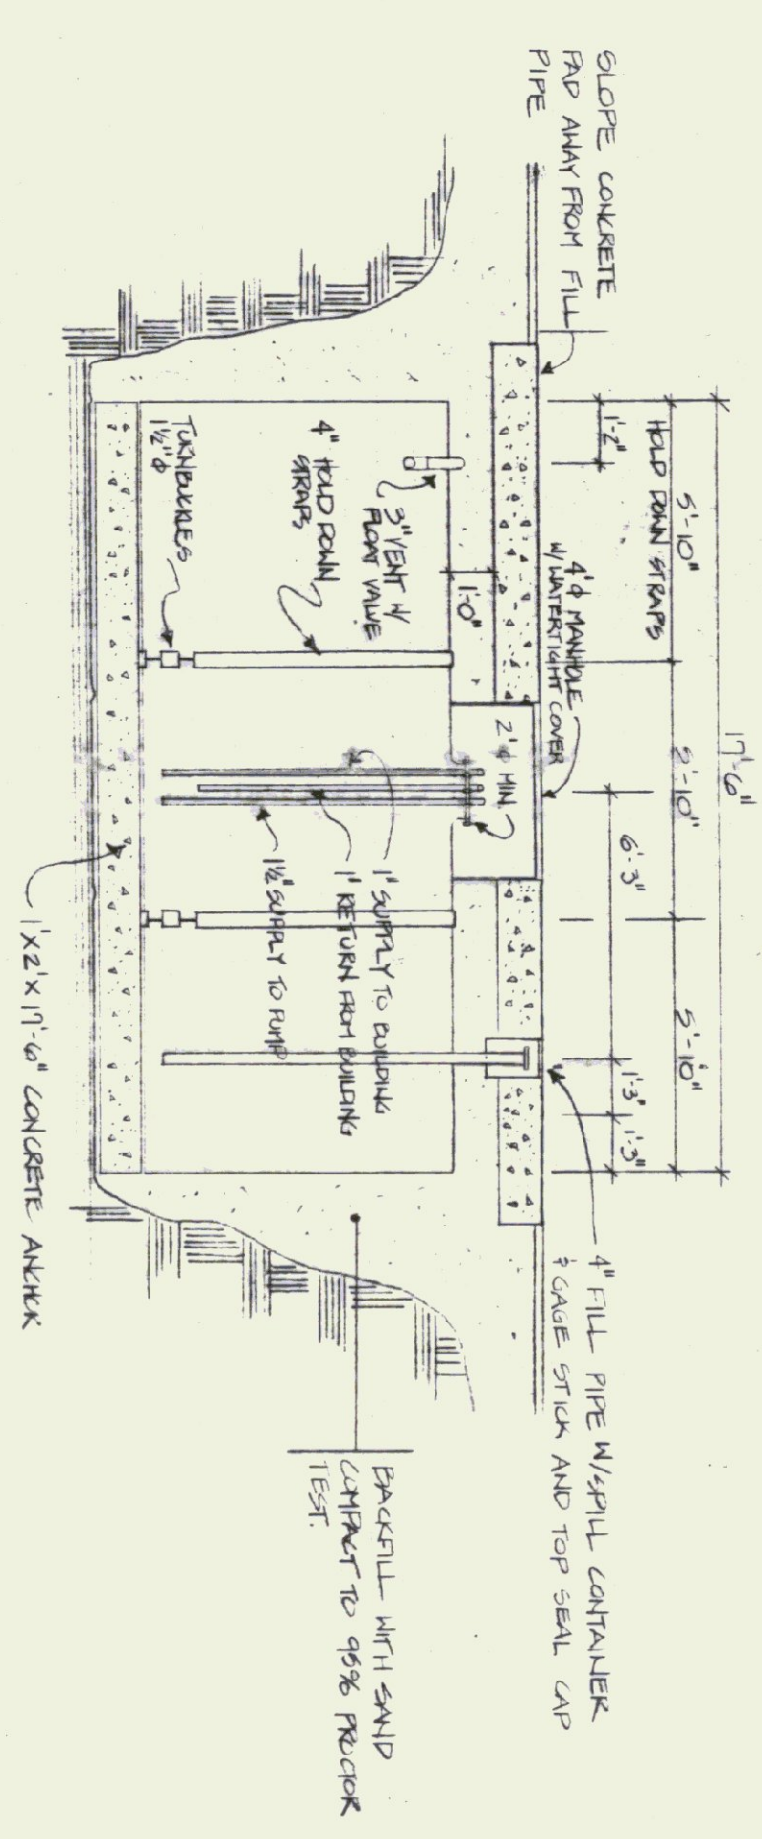 SLOPE CONCRETE
PAD AWAY FROM FILL
PIPE
17'-6"
5'-10"
5'-10"
5'-10"
HOLD DOWN STRAPS
1'-2"
6'-3"
1'-3"
1'-3"
4'φ MANHOLE
W/ WATERTIGHT COVER
2'φ MIN.
1'-0"
3" VENT W/
FLOAT VALVE
4" HOLD DOWN
STRAPS
TURNBUCKLES
1½"φ
1" SUPPLY TO BUILDING
1" RETURN FROM BUILDING
1½" SUPPLY TO PUMP
4" FILL PIPE W/SPILL CONTAINER
& GAGE STICK AND TOP SEAL CAP
BACKFILL WITH SAND
COMPACT TO 95% PROCTOR
TEST.
1'x2'x17'-6" CONCRETE ANCHOR